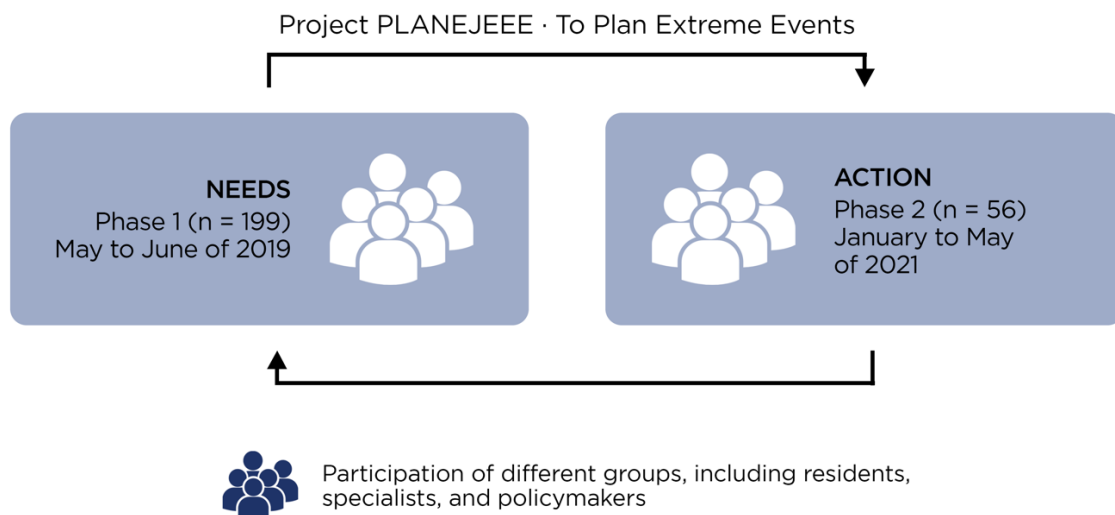 Project PLANEJEEE · To Plan Extreme Events
NEEDS
Phase 1 (n = 199)
May to June of 2019
ACTION
Phase 2 (n = 56)
January to May
of 2021
Participation of different groups, including residents,
specialists, and policymakers